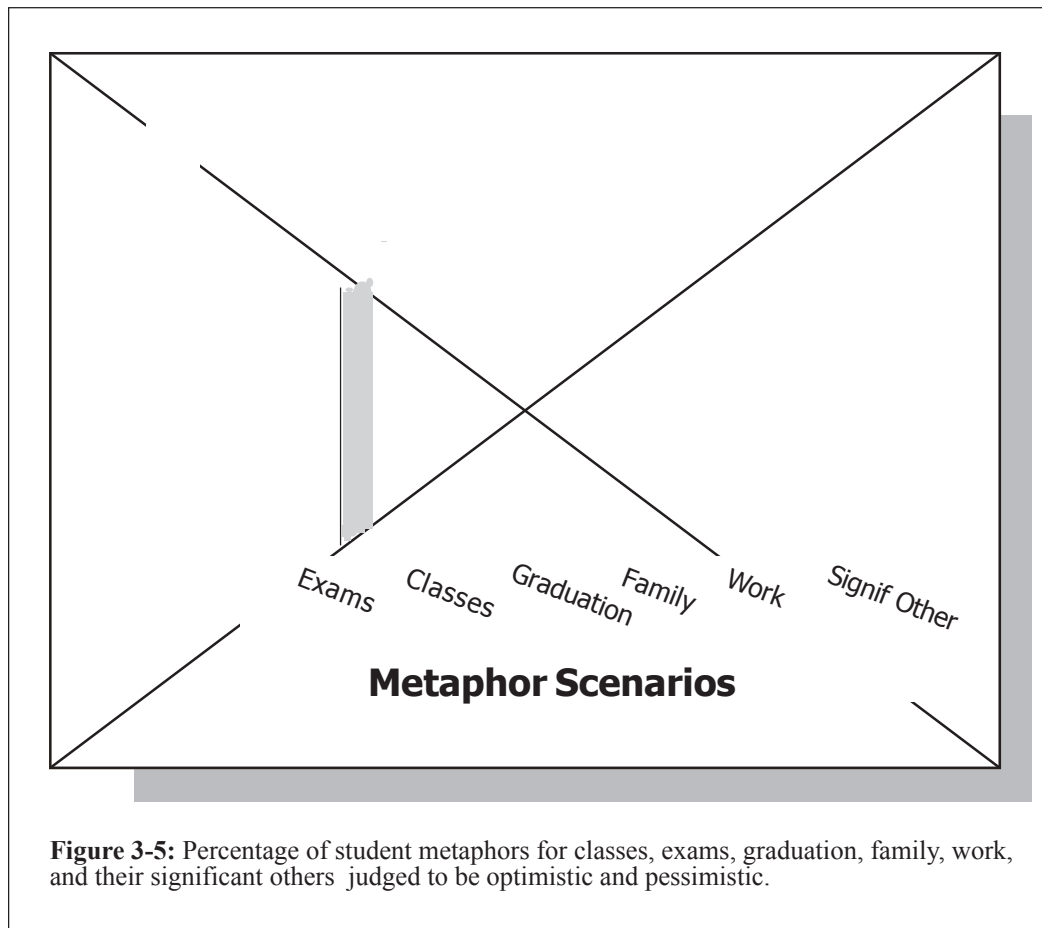 Exams Classes Graduation Family Work Signif Other
Metaphor Scenarios
Figure 3-5: Percentage of student metaphors for classes, exams, graduation, family, work,
and their significant others judged to be optimistic and pessimistic.